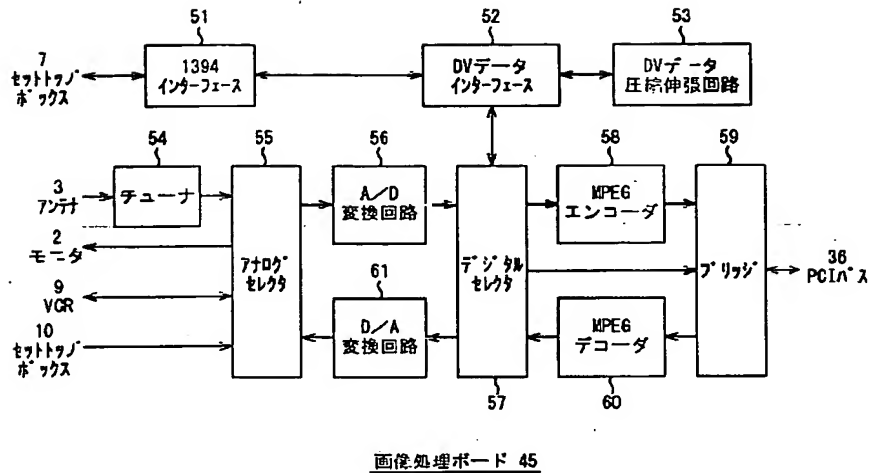 51
52
53
7
セットトップ
ボックス
1394
インターフェース
DVデータ
インターフェース
DVデータ
圧縮伸張回路
54
55
56
58
59
3
アンテナ
チューナ
A/D
変換回路
MPEG
エンコーダ
2
モニタ
アナログ
セレクタ
デジタル
セレクタ
ブリッジ
36
PCIバス
9
VCR
61
10
セットトップ
ボックス
D/A
変換回路
MPEG
デコーダ
57
60
画像処理ボード 45